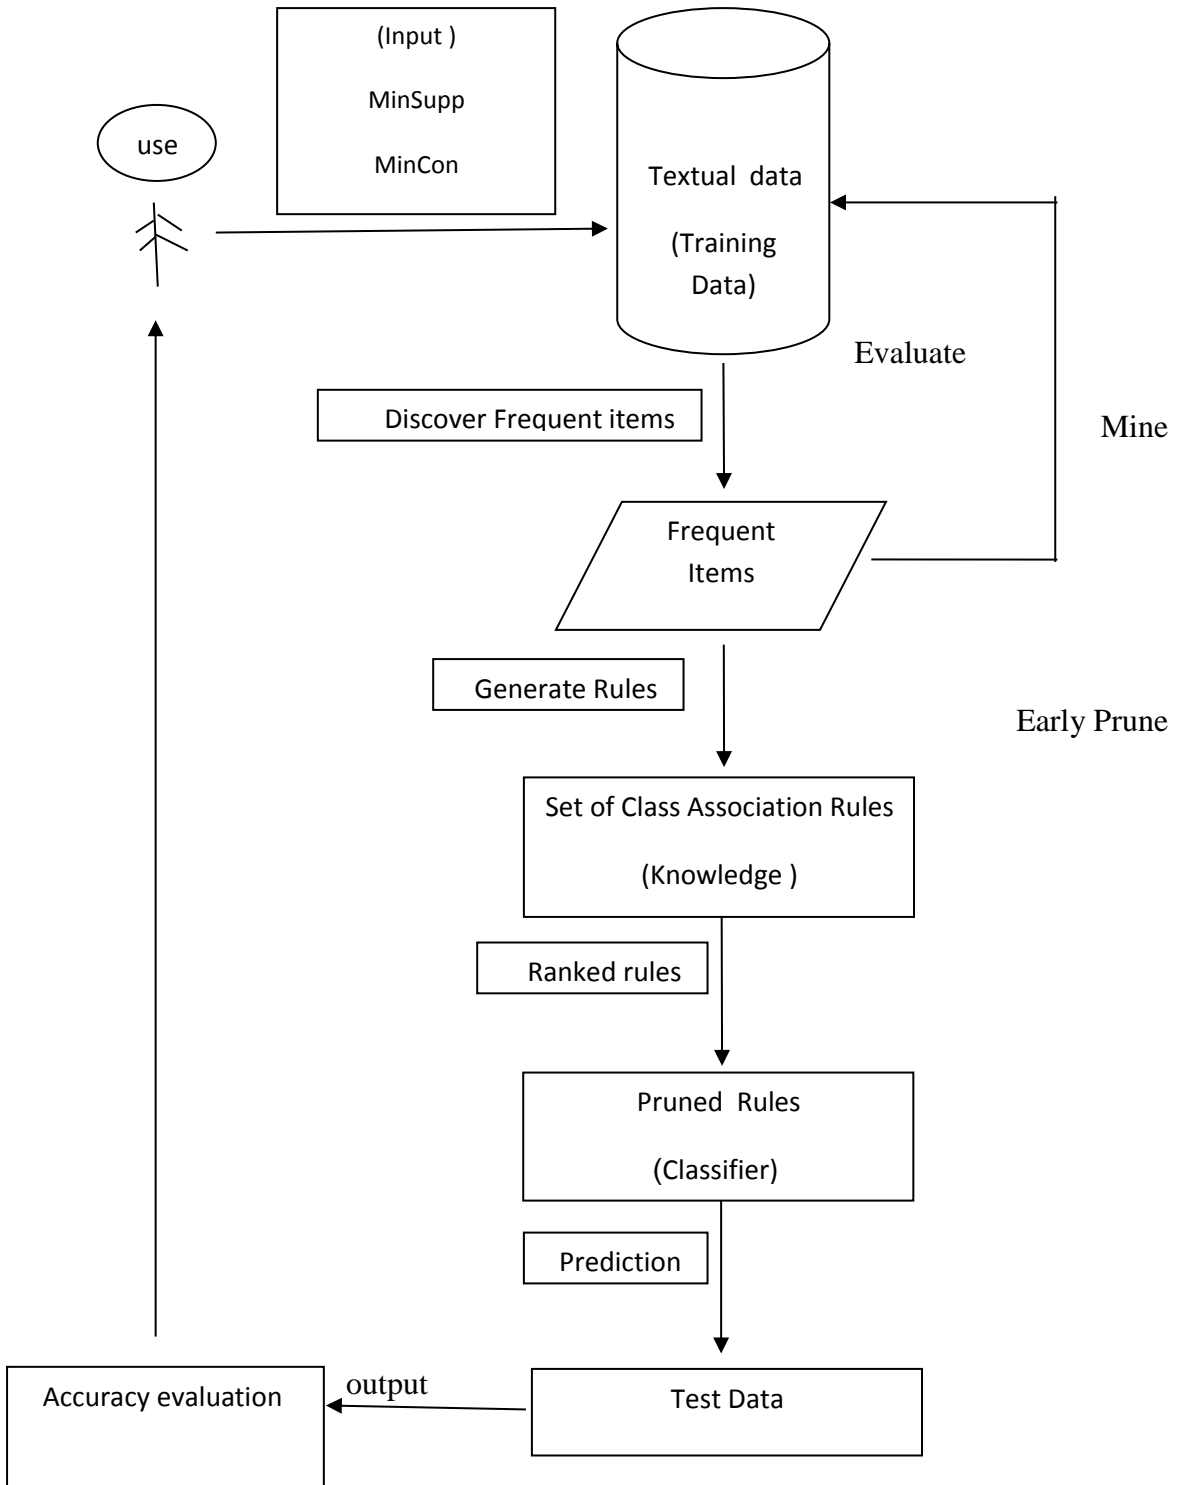 (Input )
MinSupp
MinCon
use
Textual data
(Training
Data)
Evaluate
Discover Frequent items
Mine
Frequent
Items
Generate Rules
Early Prune
Set of Class Association Rules
(Knowledge )
Ranked rules
Pruned Rules
(Classifier)
Prediction
Accuracy evaluation
output
Test Data